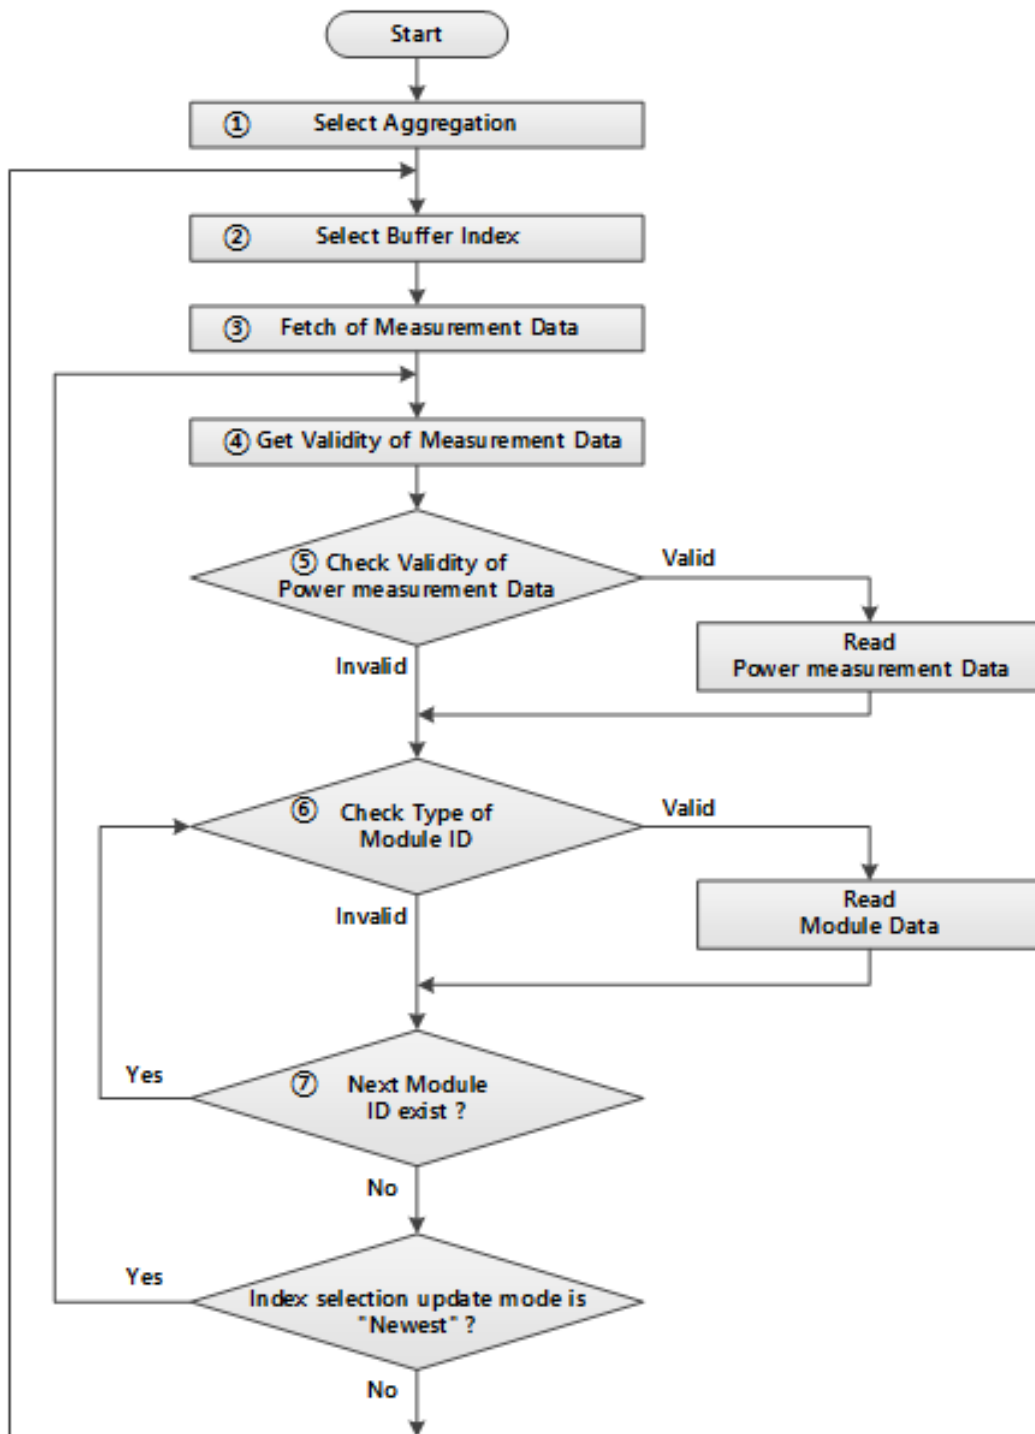 Start
① Select Aggregation
② Select Buffer Index
③ Fetch of Measurement Data
④ Get Validity of Measurement Data
⑤ Check Validity of
Power measurement Data
Valid
Invalid
Read
Power measurement Data
⑥ Check Type of
Module ID
Valid
Invalid
Read
Module Data
⑦ Next Module
ID exist ?
Yes
No
Index selection update mode is
"Newest" ?
Yes
No